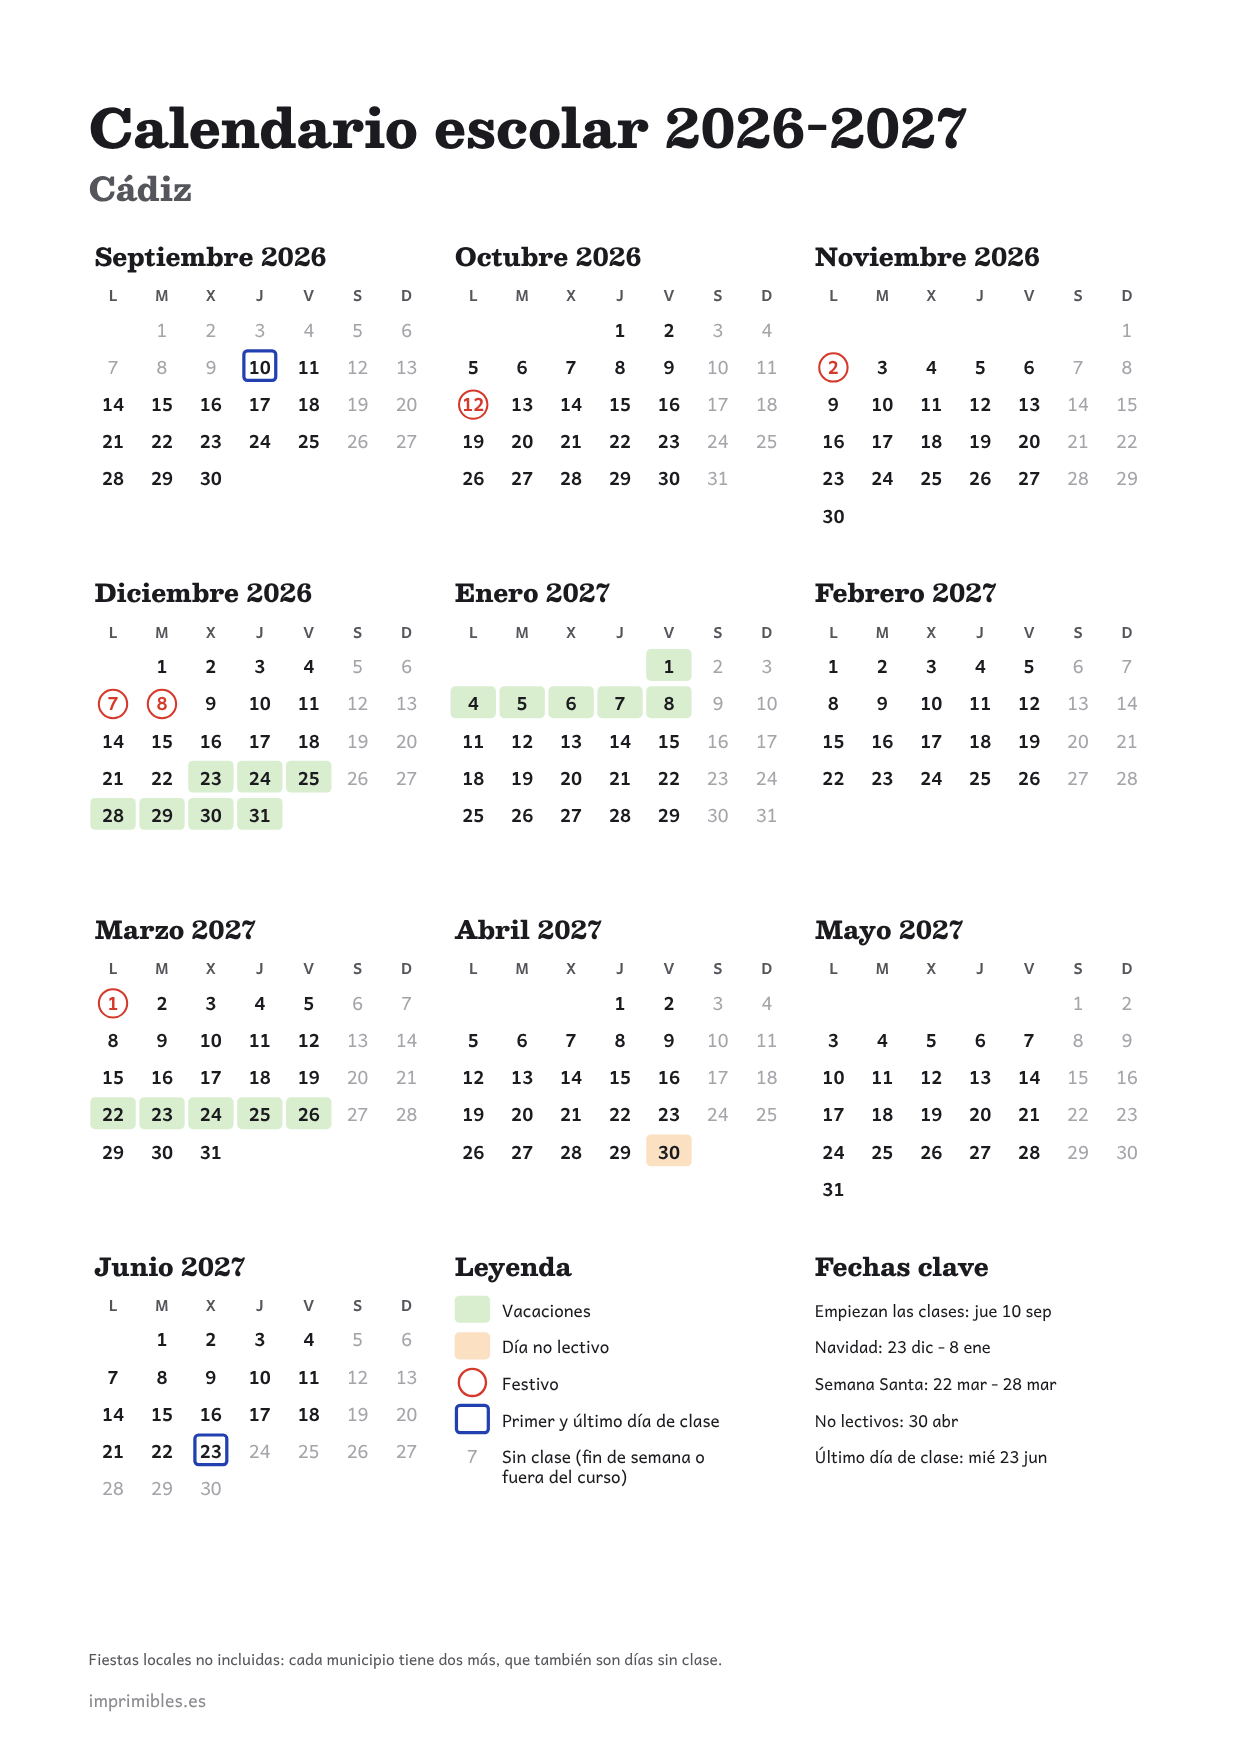 Calendario escolar 2026-2027
Cádiz
Septiembre 2026
L M X J V S D
1 2 3 4 5 6
7 8 9 10 11 12 13
14 15 16 17 18 19 20
21 22 23 24 25 26 27
28 29 30
Octubre 2026
L M X J V S D
1 2 3 4
5 6 7 8 9 10 11
12 13 14 15 16 17 18
19 20 21 22 23 24 25
26 27 28 29 30 31
Noviembre 2026
L M X J V S D
1
2 3 4 5 6 7 8
9 10 11 12 13 14 15
16 17 18 19 20 21 22
23 24 25 26 27 28 29
30
Diciembre 2026
L M X J V S D
1 2 3 4 5 6
7 8 9 10 11 12 13
14 15 16 17 18 19 20
21 22 23 24 25 26 27
28 29 30 31
Enero 2027
L M X J V S D
1 2 3
4 5 6 7 8 9 10
11 12 13 14 15 16 17
18 19 20 21 22 23 24
25 26 27 28 29 30 31
Febrero 2027
L M X J V S D
1 2 3 4 5 6 7
8 9 10 11 12 13 14
15 16 17 18 19 20 21
22 23 24 25 26 27 28
Marzo 2027
L M X J V S D
1 2 3 4 5 6 7
8 9 10 11 12 13 14
15 16 17 18 19 20 21
22 23 24 25 26 27 28
29 30 31
Abril 2027
L M X J V S D
1 2 3 4
5 6 7 8 9 10 11
12 13 14 15 16 17 18
19 20 21 22 23 24 25
26 27 28 29 30
Mayo 2027
L M X J V S D
1 2
3 4 5 6 7 8 9
10 11 12 13 14 15 16
17 18 19 20 21 22 23
24 25 26 27 28 29 30
31
Junio 2027
L M X J V S D
1 2 3 4 5 6
7 8 9 10 11 12 13
14 15 16 17 18 19 20
21 22 23 24 25 26 27
28 29 30
Leyenda
Vacaciones
Día no lectivo
Festivo
Primer y último día de clase
7 Sin clase (fin de semana o
fuera del curso)
Fechas clave
Empiezan las clases: jue 10 sep
Navidad: 23 dic - 8 ene
Semana Santa: 22 mar - 28 mar
No lectivos: 30 abr
Último día de clase: mié 23 jun
Fiestas locales no incluidas: cada municipio tiene dos más, que también son días sin clase.
imprimibles.es